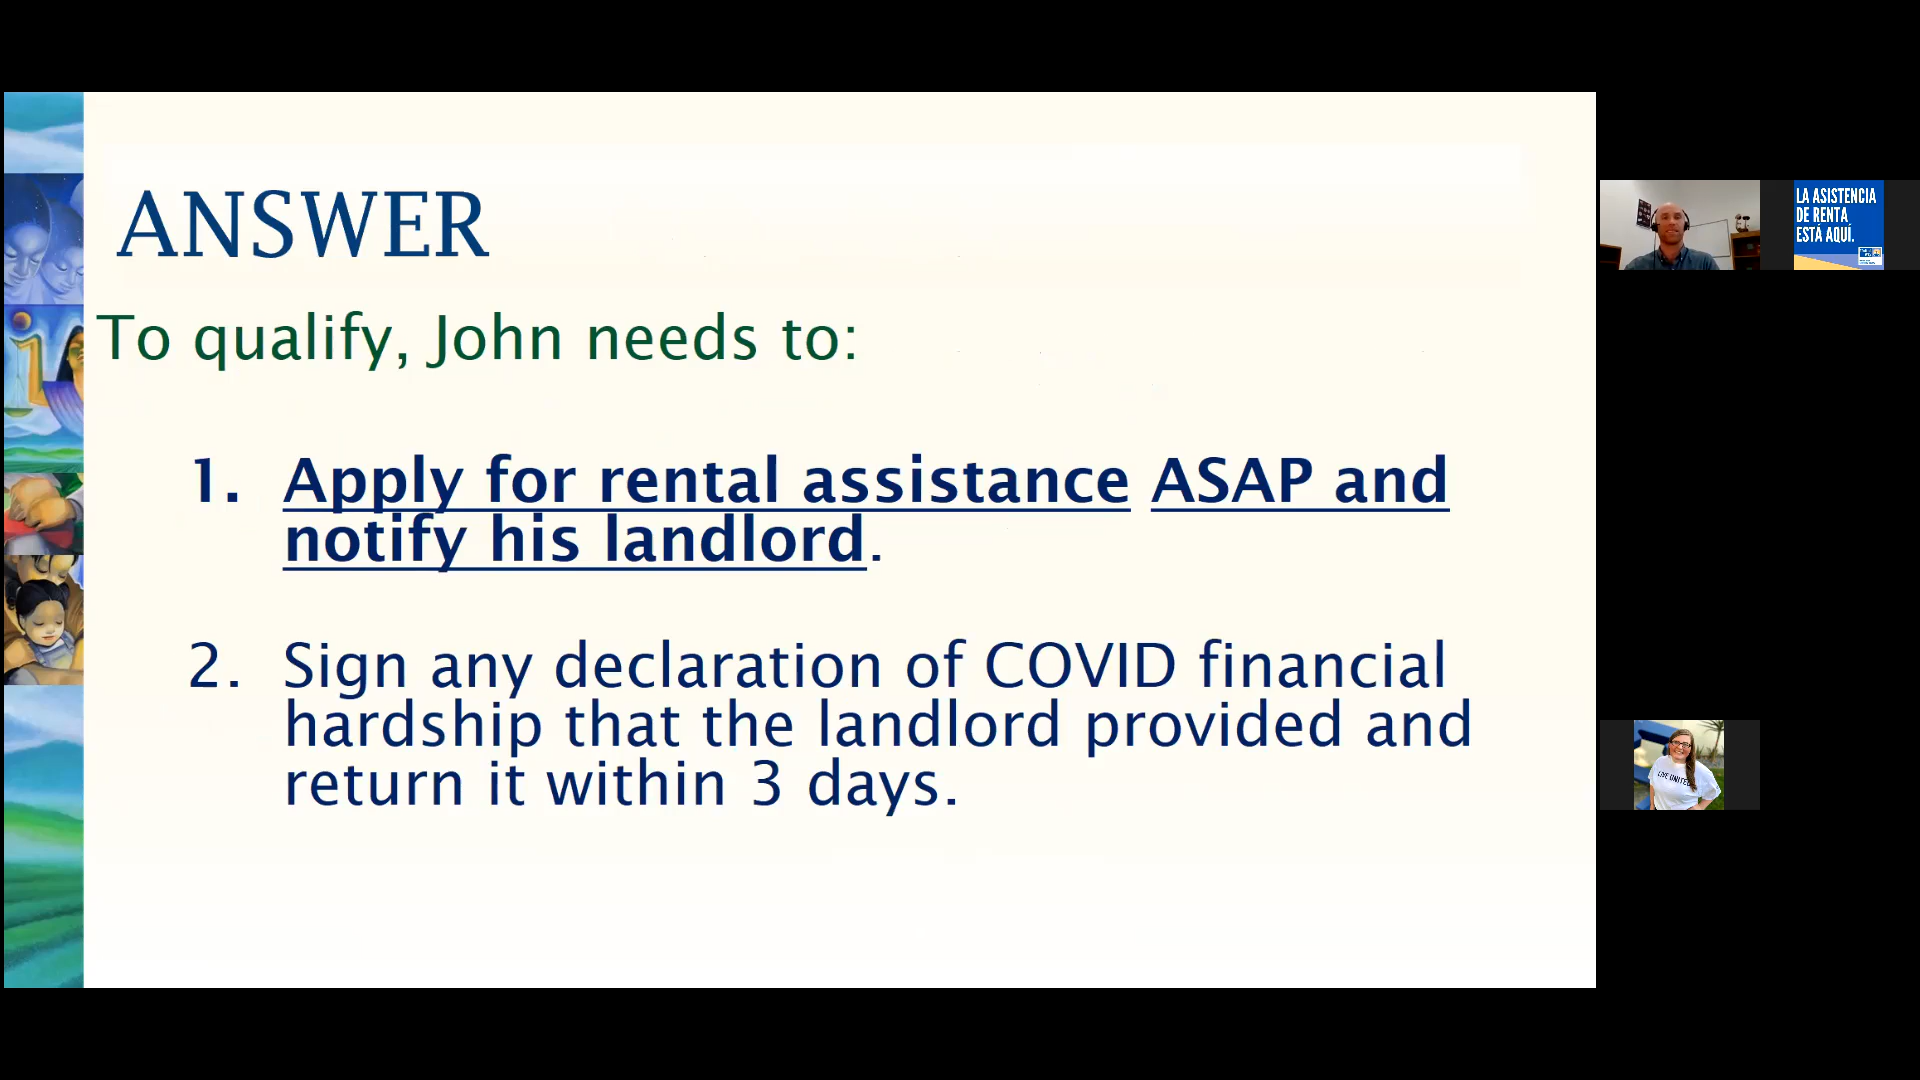 ANSWER
To qualify, John needs to:
1. Apply for rental assistance ASAP and
notify his landlord.
2. Sign any declaration of COVID financial
hardship that the landlord provided and
return it within 3 days.
LA ASISTENCIA
DE RENTA
ESTÁ AQUÍ.
LIVE UNITED